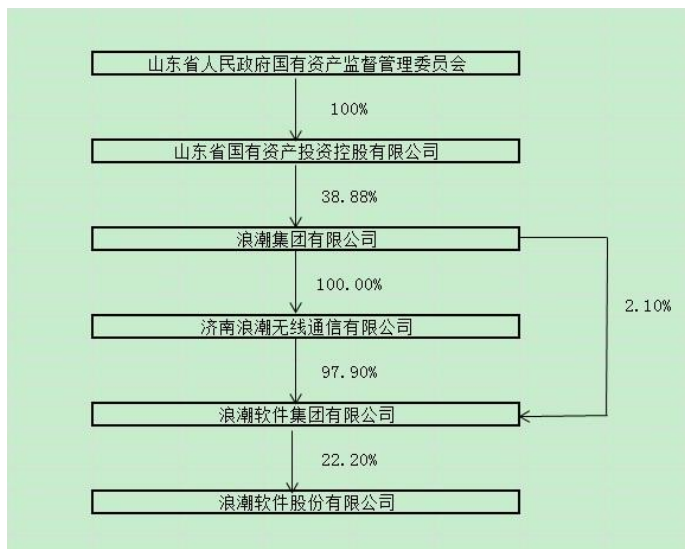 山东省人民政府国有资产监督管理委员会
100%
山东省国有资产投资控股有限公司
38.88%
浪潮集团有限公司
100.00%
2.10%
济南浪潮无线通信有限公司
97.90%
浪潮软件集团有限公司
22.20%
浪潮软件股份有限公司